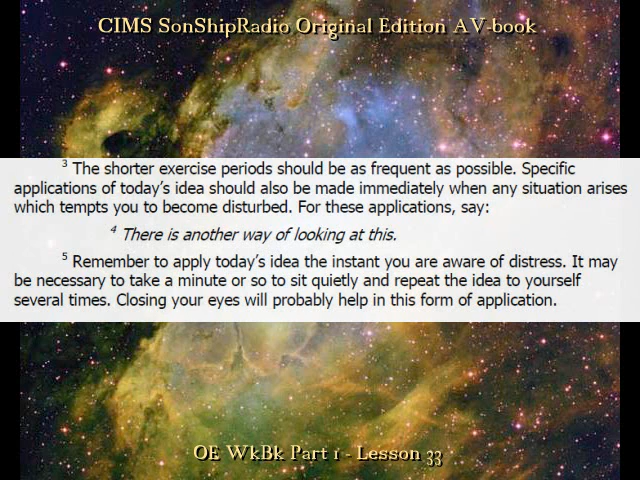 CIMS SonShipRadio Original Edition AV-book
3 The shorter exercise periods should be as frequent as possible. Specific
applications of today's idea should also be made immediately when any situation arises
which tempts you to become disturbed. For these applications, say:
4 There is another way of looking at this.
5 Remember to apply today's idea the instant you are aware of distress. It may
be necessary to take a minute or so to sit quietly and repeat the idea to yourself
several times. Closing your eyes will probably help in this form of application.
OE WkBk Part 1 - Lesson 33